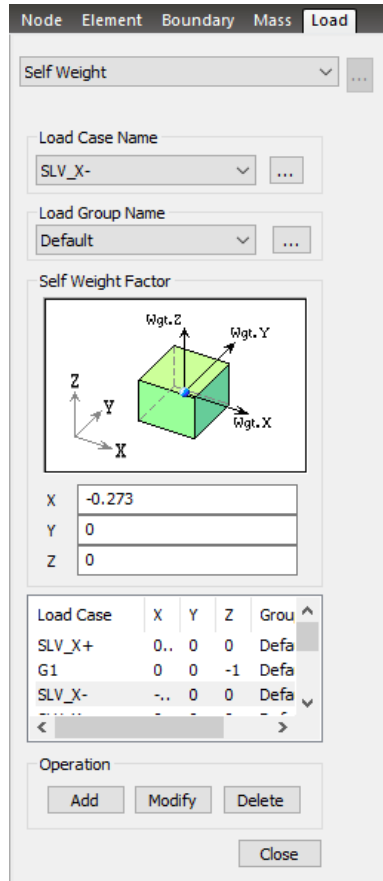 Node Element Boundary Mass Load
Self Weight
...
Load Case Name
SLV_X-
...
Load Group Name
Default
...
Self Weight Factor
Wgt.Z
Wgt.Y
Z
Y
Wgt.X
X
X -0.273
Y 0
Z 0
Load Case X Y Z Grou
SLV_X+ 0.. 0 0 Defa
G1 0 0 -1 Defa
SLV_X- -.. 0 0 Defa
Operation
Add Modify Delete
Close